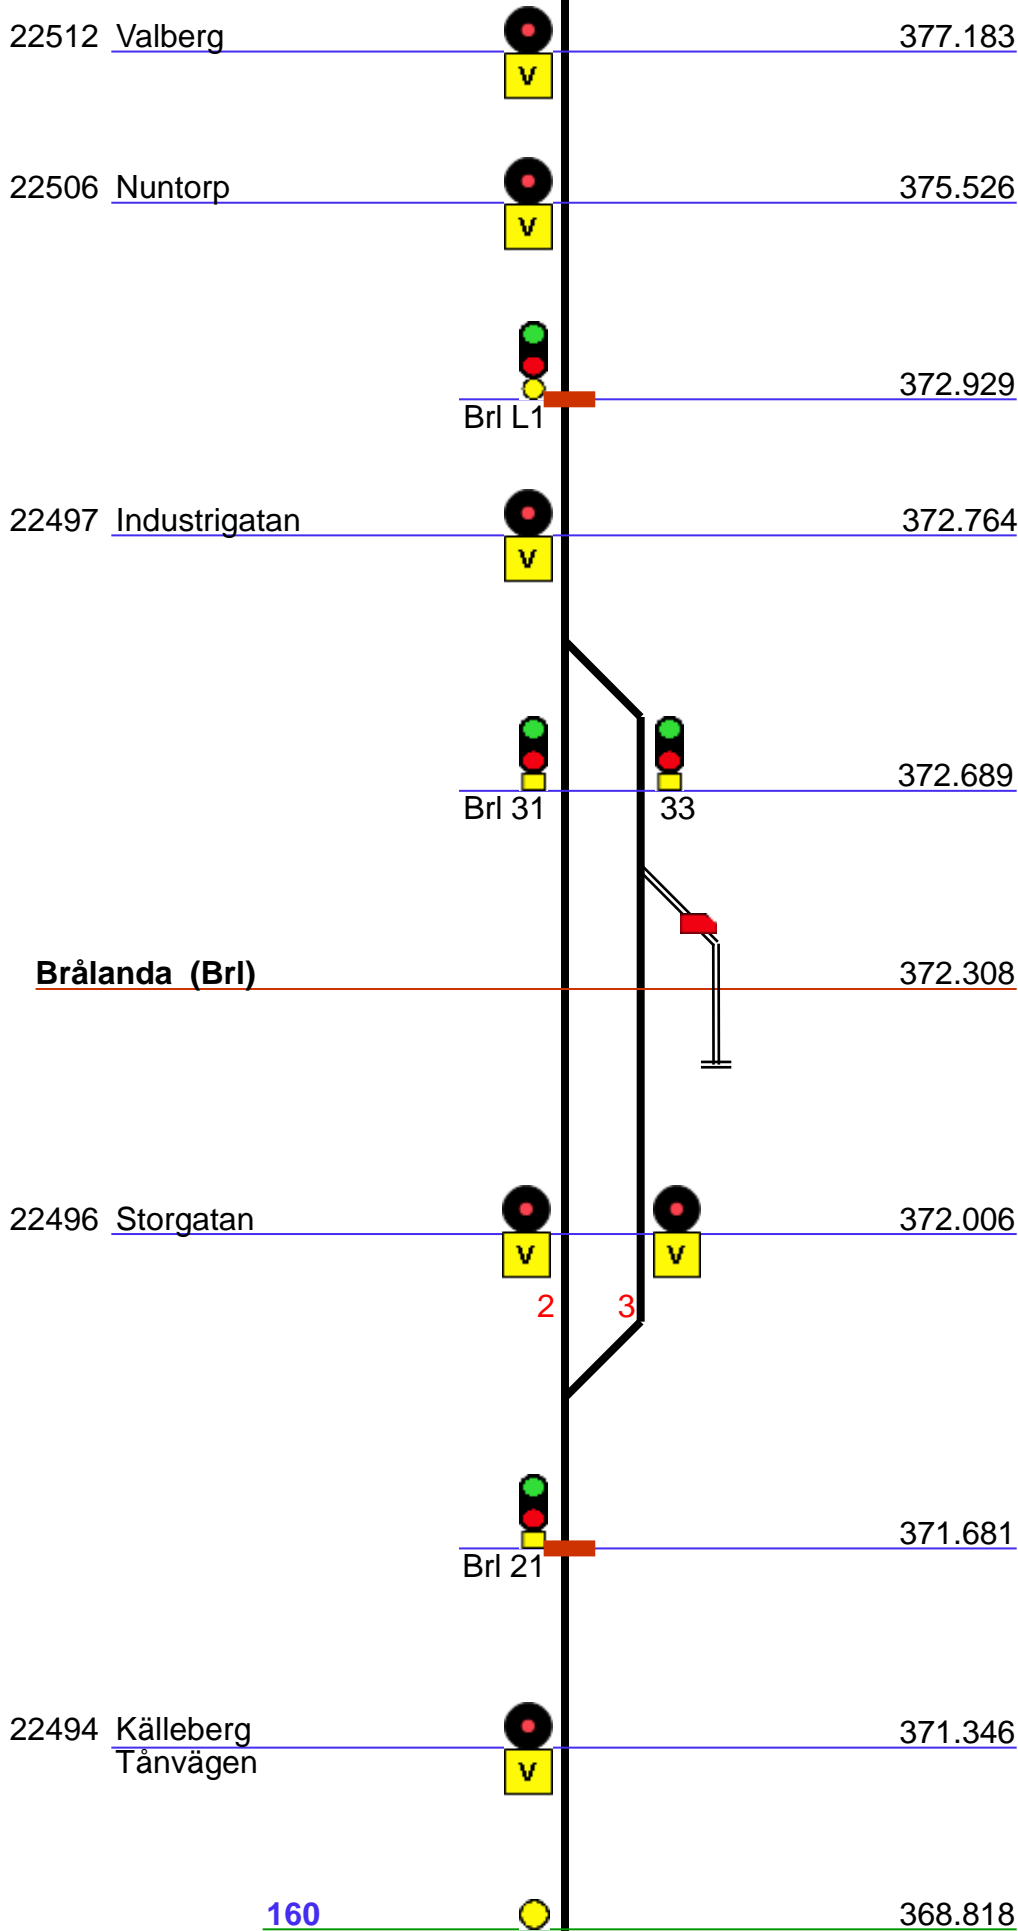 22512 Valberg 377.183
V
22506 Nuntorp 375.526
V
372.929
Brl L1
22497 Industrigatan 372.764
V
372.689
Brl 31 33
Brålanda (Brl) 372.308
22496 Storgatan 372.006
V V
2 3
371.681
Brl 21
22494 Källeberg 371.346
Tånvägen
V
160 368.818